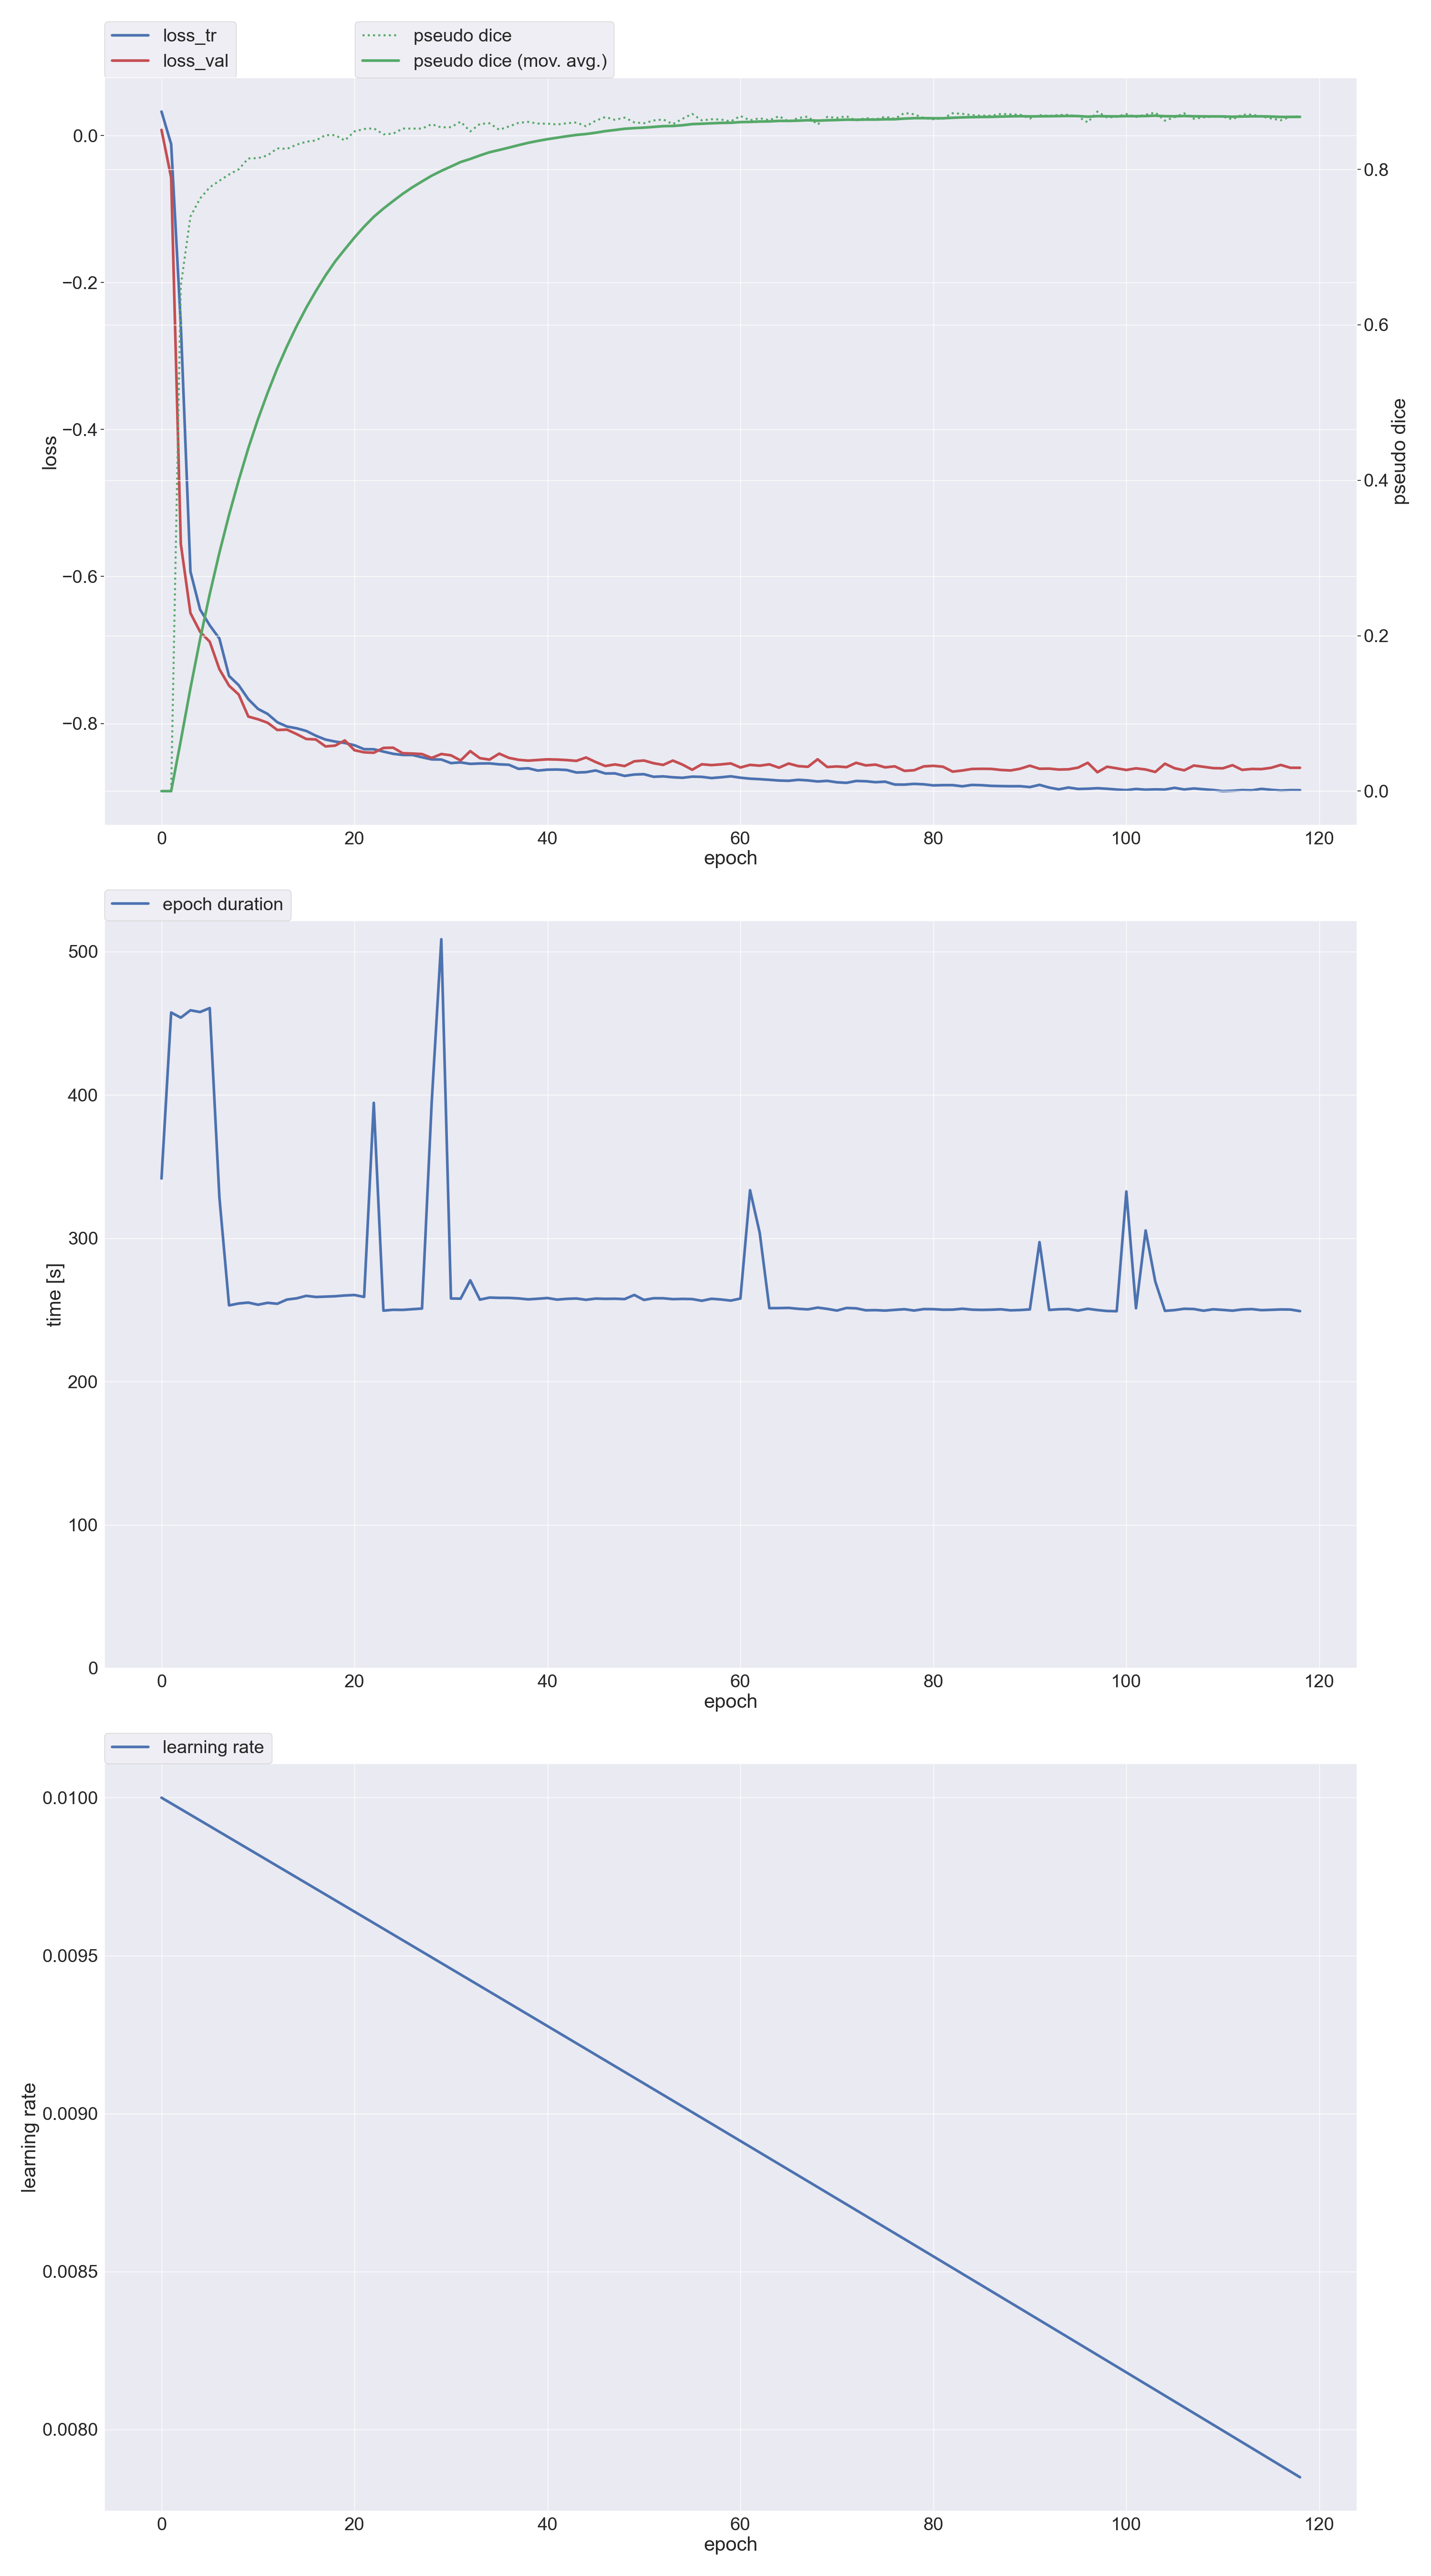 loss_tr
loss_val
pseudo dice
pseudo dice (mov. avg.)
0.0
−0.2
−0.4
−0.6
−0.8
loss
0.8
0.6
0.4
0.2
0.0
pseudo dice
0 20 40 60 80 100 120
epoch
epoch duration
500
400
300
200
100
0
time [s]
0 20 40 60 80 100 120
epoch
learning rate
0.0100
0.0095
0.0090
0.0085
0.0080
learning rate
0 20 40 60 80 100 120
epoch